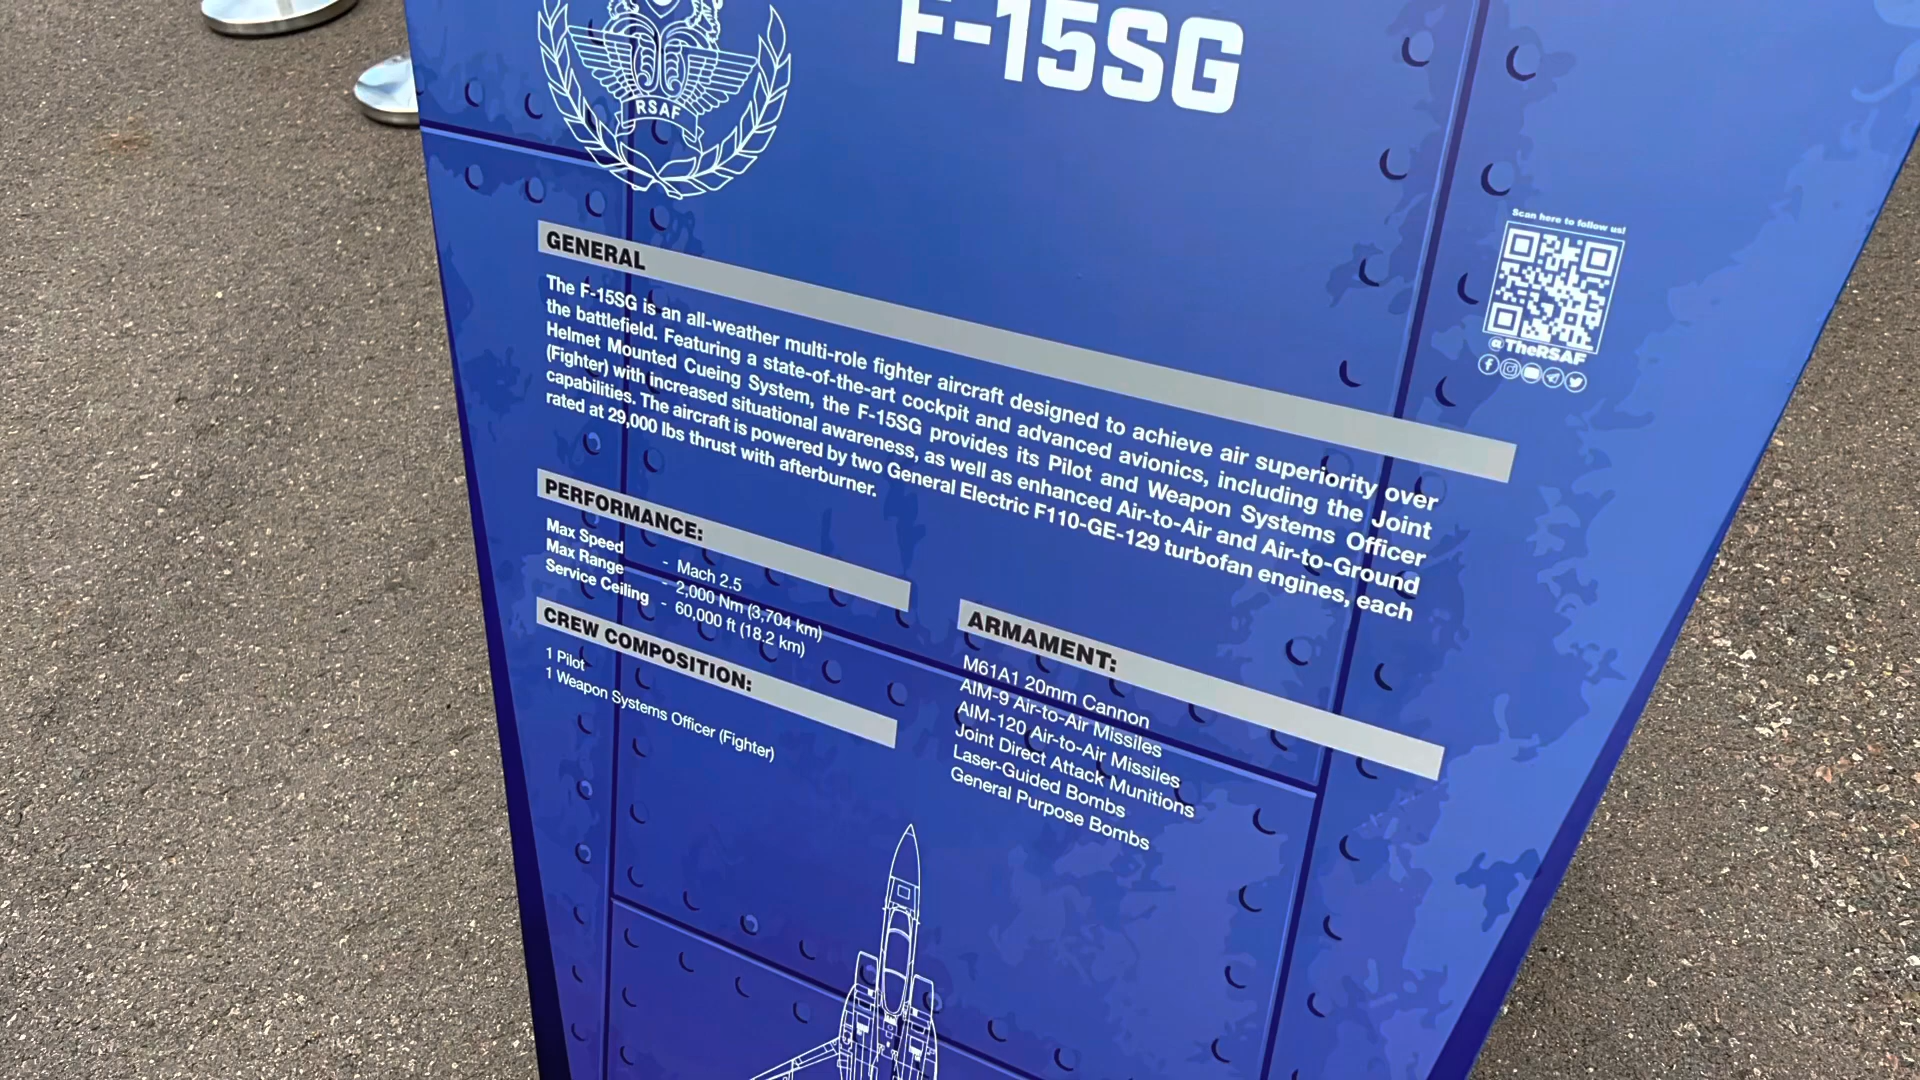 F-15SG
RSAF
Scan here to follow us!
@TheRSAF
GENERAL
The F-15SG is an all-weather multi-role fighter aircraft designed to achieve air superiority over
the battlefield. Featuring a state-of-the-art cockpit and advanced avionics, including the Joint
Helmet Mounted Cueing System, the F-15SG provides its Pilot and Weapon Systems Officer
(Fighter) with increased situational awareness, as well as enhanced Air-to-Air and Air-to-Ground
capabilities. The aircraft is powered by two General Electric F110-GE-129 turbofan engines, each
rated at 29,000 lbs thrust with afterburner.
PERFORMANCE:
Max Speed - Mach 2.5
Max Range - 2,000 Nm (3,704 km)
Service Ceiling - 60,000 ft (18.2 km)
CREW COMPOSITION:
1 Pilot
1 Weapon Systems Officer (Fighter)
ARMAMENT:
M61A1 20mm Cannon
AIM-9 Air-to-Air Missiles
AIM-120 Air-to-Air Missiles
Joint Direct Attack Munitions
Laser-Guided Bombs
General Purpose Bombs